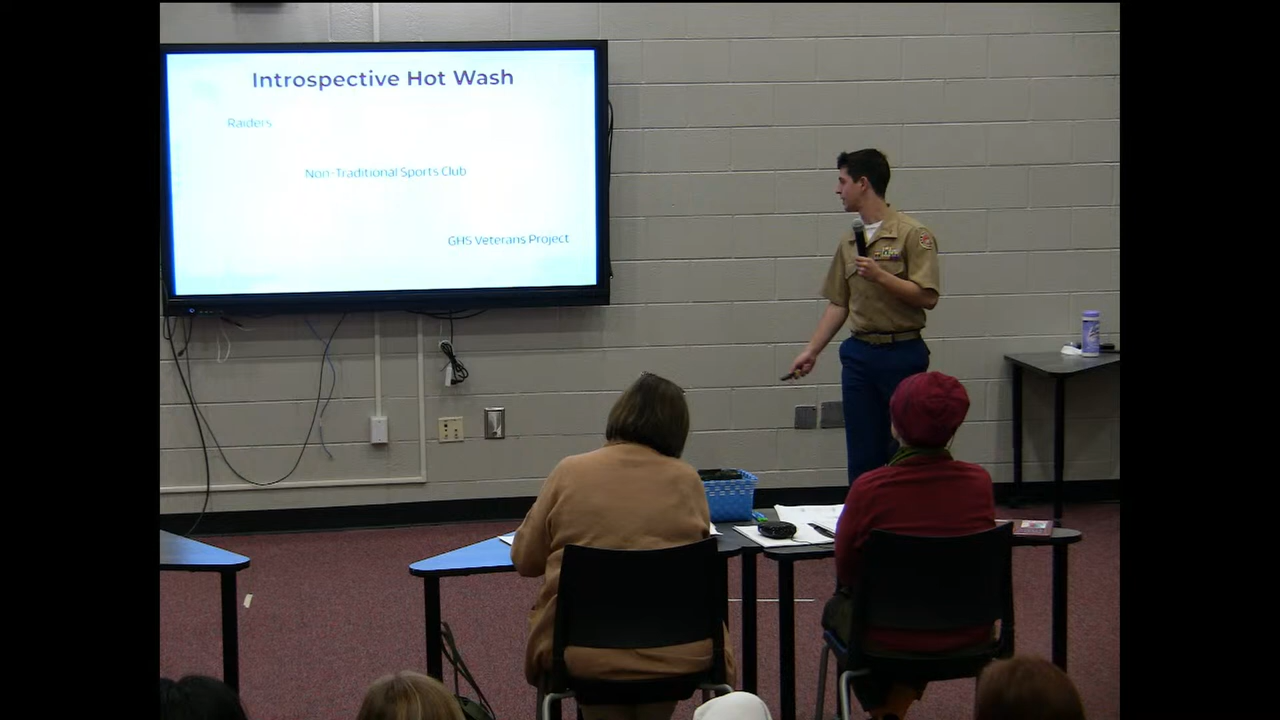 Introspective Hot Wash
Raiders
Non-Traditional Sports Club
GHS Veterans Project